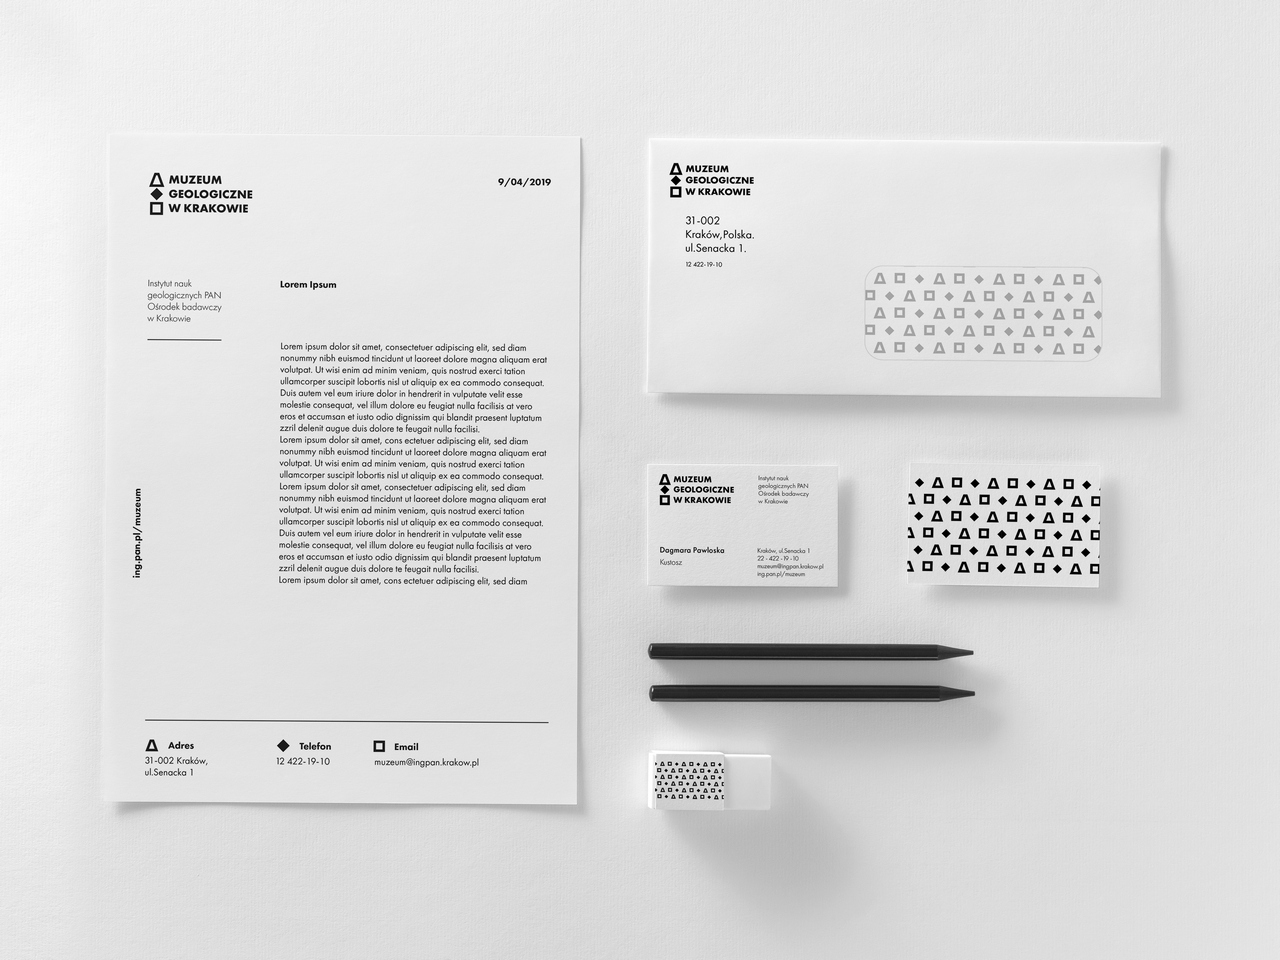 MUZEUM
GEOLOGICZNE
W KRAKOWIE
9/04/2019
Instytut nauk
geologicznych PAN
Ośrodek badawczy
w Krakowie
Lorem Ipsum
Lorem ipsum dolor sit amet, consectetuer adipiscing elit, sed diam
nonummy nibh euismod tincidunt ut laoreet dolore magna aliquam erat
volutpat. Ut wisi enim ad minim veniam, quis nostrud exerci tation
ullamcorper suscipit lobortis nisl ut aliquip ex ea commodo consequat.
Duis autem vel eum iriure dolor in hendrerit in vulputate velit esse
molestie consequat, vel illum dolore eu feugiat nulla facilisis at vero
eros et accumsan et iusto odio dignissim qui blandit praesent luptatum
zzril delenit augue duis dolore te feugait nulla facilisi.
Lorem ipsum dolor sit amet, cons ectetuer adipiscing elit, sed diam
nonummy nibh euismod tincidunt ut laoreet dolore magna aliquam erat
volutpat. Ut wisi enim ad minim veniam, quis nostrud exerci tation
ullamcorper suscipit lobortis nisl ut aliquip ex ea commodo consequat.
Lorem ipsum dolor sit amet, consectetuer adipiscing elit, sed diam
nonummy nibh euismod tincidunt ut laoreet dolore magna aliquam erat
volutpat. Ut wisi enim ad minim veniam, quis nostrud exerci tation
ullamcorper suscipit lobortis nisl ut aliquip ex ea commodo consequat.
Duis autem vel eum iriure dolor in hendrerit in vulputate velit esse
molestie consequat, vel illum dolore eu feugiat nulla facilisis at vero
eros et accumsan et iusto odio dignissim qui blandit praesent luptatum
zzril delenit augue duis dolore te feugait nulla facilisi.
Lorem ipsum dolor sit amet, cons ectetuer adipiscing elit, sed diam
ing.pan.pl/muzeum
Adres
31-002 Kraków,
ul.Senacka 1
Telefon
12 422-19-10
Email
muzeum@ingpan.krakow.pl
MUZEUM
GEOLOGICZNE
W KRAKOWIE
31-002
Kraków,Polska.
ul.Senacka 1.
12 422-19-10
MUZEUM
GEOLOGICZNE
W KRAKOWIE
Instytut nauk
geologicznych PAN
Ośrodek badawczy
w Krakowie
Dagmara Pawłoska
Kustosz
Kraków, ul.Senacka 1
22 - 422 - 19 -10
muzeum@ingpan.krakow.pl
ing.pan.pl/muzeum